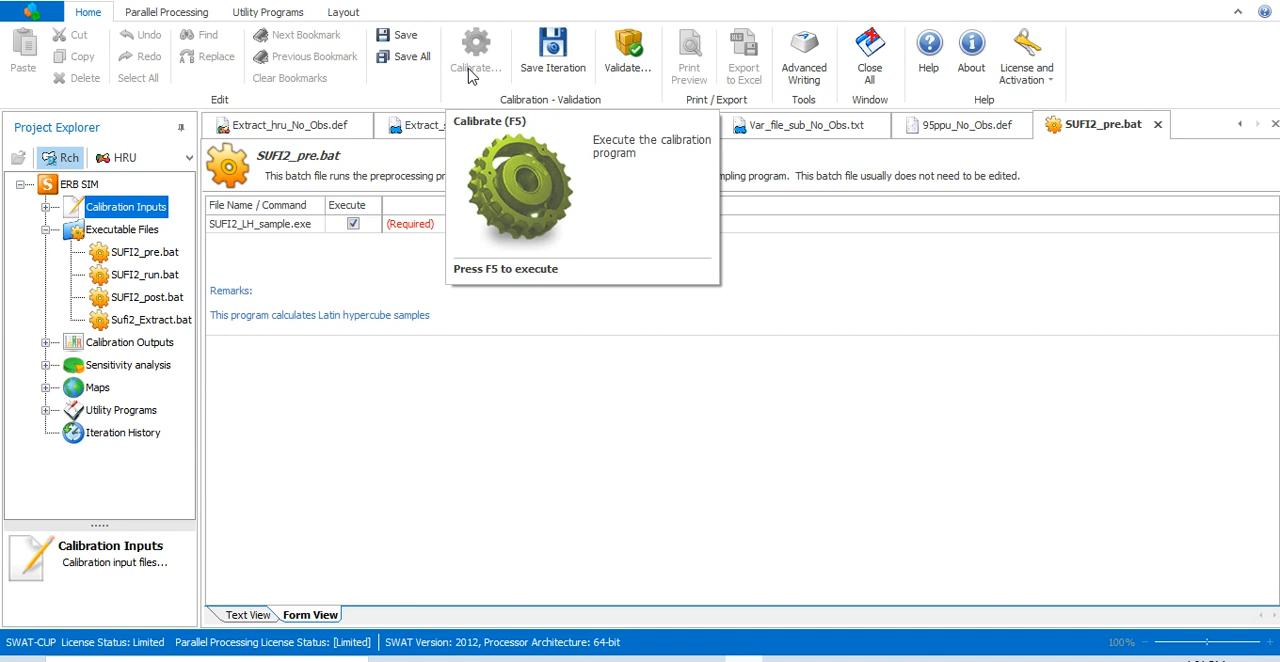 Home
Parallel Processing
Utility Programs
Layout
Paste
Cut
Copy
Delete
Undo
Redo
Select All
Find
Replace
Next Bookmark
Previous Bookmark
Clear Bookmarks
Edit
Save
Save All
Calibrate...
Save Iteration
Validate...
Calibration - Validation
Print
Preview
Export
to Excel
Print / Export
Advanced
Writing
Tools
Close
All
Window
Help
About
License and
Activation
Help
Project Explorer
Rch
HRU
ERB SIM
Calibration Inputs
Executable Files
SUFI2_pre.bat
SUFI2_run.bat
SUFI2_post.bat
Sufi2_Extract.bat
Calibration Outputs
Sensitivity analysis
Maps
Utility Programs
Iteration History
Calibration Inputs
Calibration input files...
Extract_hru_No_Obs.def
Extract_
Var_file_sub_No_Obs.txt
95ppu_No_Obs.def
SUFI2_pre.bat
SUFI2_pre.bat
This batch file runs the preprocessing pr
mpling program. This batch file usually does not need to be edited.
File Name / Command
Execute
SUFI2_LH_sample.exe
(Required)
Calibrate (F5)
Execute the calibration
program
Press F5 to execute
Remarks:
This program calculates Latin hypercube samples
Text View
Form View
SWAT-CUP License Status: Limited
Parallel Processing License Status: [Limited]
SWAT Version: 2012, Processor Architecture: 64-bit
100%